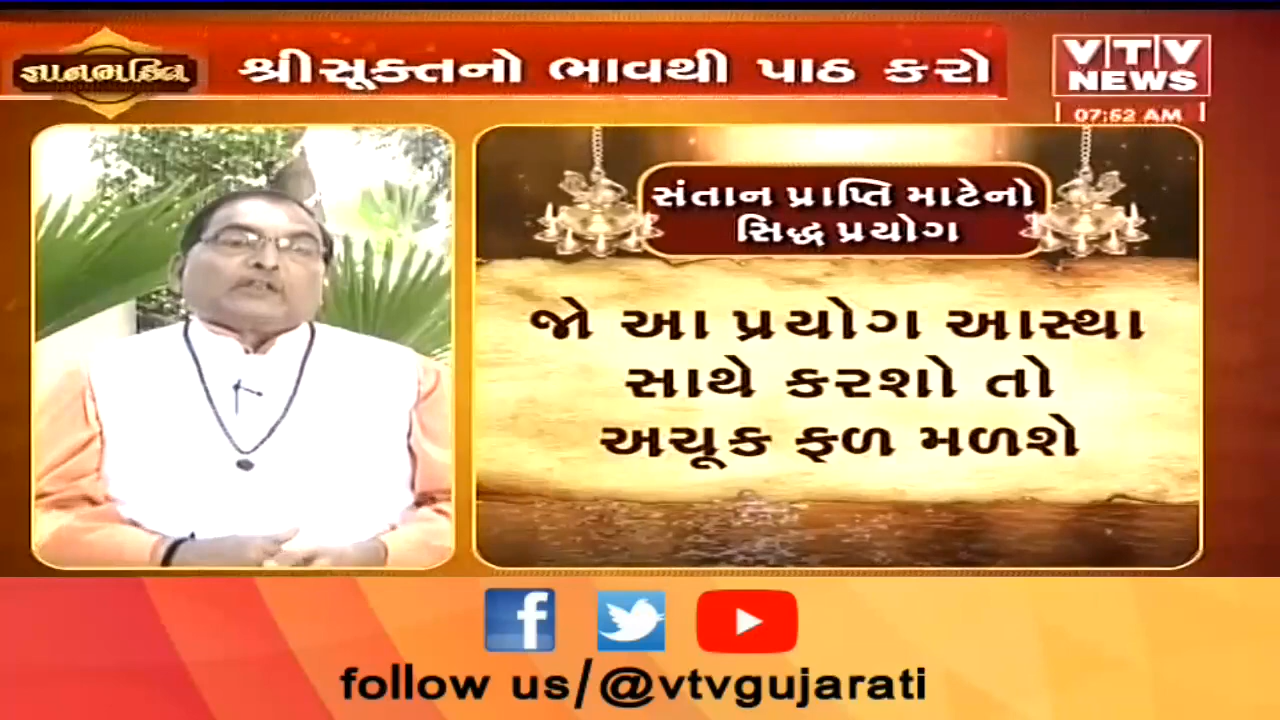 જ્ઞાનભક્તિ
શ્રીસૂક્તનો ભાવથી પાઠ કરો
VTV
NEWS
07:52 AM
સંતાન પ્રાપ્તિ માટેનો
સિદ્ધ પ્રયોગ
જો આ પ્રયોગ આસ્થા
સાથે કરશો તો
અચૂક ફળ મળશે
follow us/@vtvgujarati